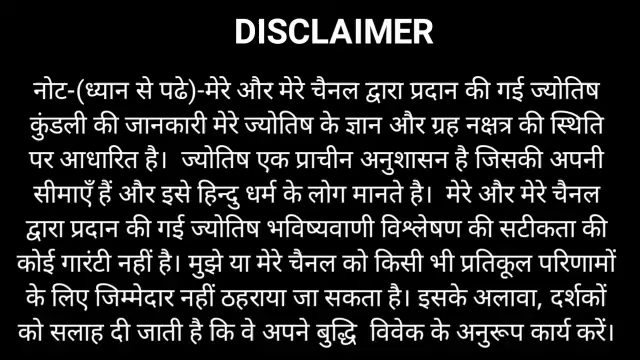 DISCLAIMER
नोट-(ध्यान से पढे)-मेरे और मेरे चैनल द्वारा प्रदान की गई ज्योतिष
कुंडली की जानकारी मेरे ज्योतिष के ज्ञान और ग्रह नक्षत्र की स्थिति
पर आधारित है। ज्योतिष एक प्राचीन अनुशासन है जिसकी अपनी
सीमाएँ हैं और इसे हिन्दु धर्म के लोग मानते है। मेरे और मेरे चैनल
द्वारा प्रदान की गई ज्योतिष भविष्यवाणी विश्लेषण की सटीकता की
कोई गारंटी नहीं है। मुझे या मेरे चैनल को किसी भी प्रतिकूल परिणामों
के लिए जिम्मेदार नहीं ठहराया जा सकता है। इसके अलावा, दर्शकों
को सलाह दी जाती है कि वे अपने बुद्धि विवेक के अनुरूप कार्य करें।